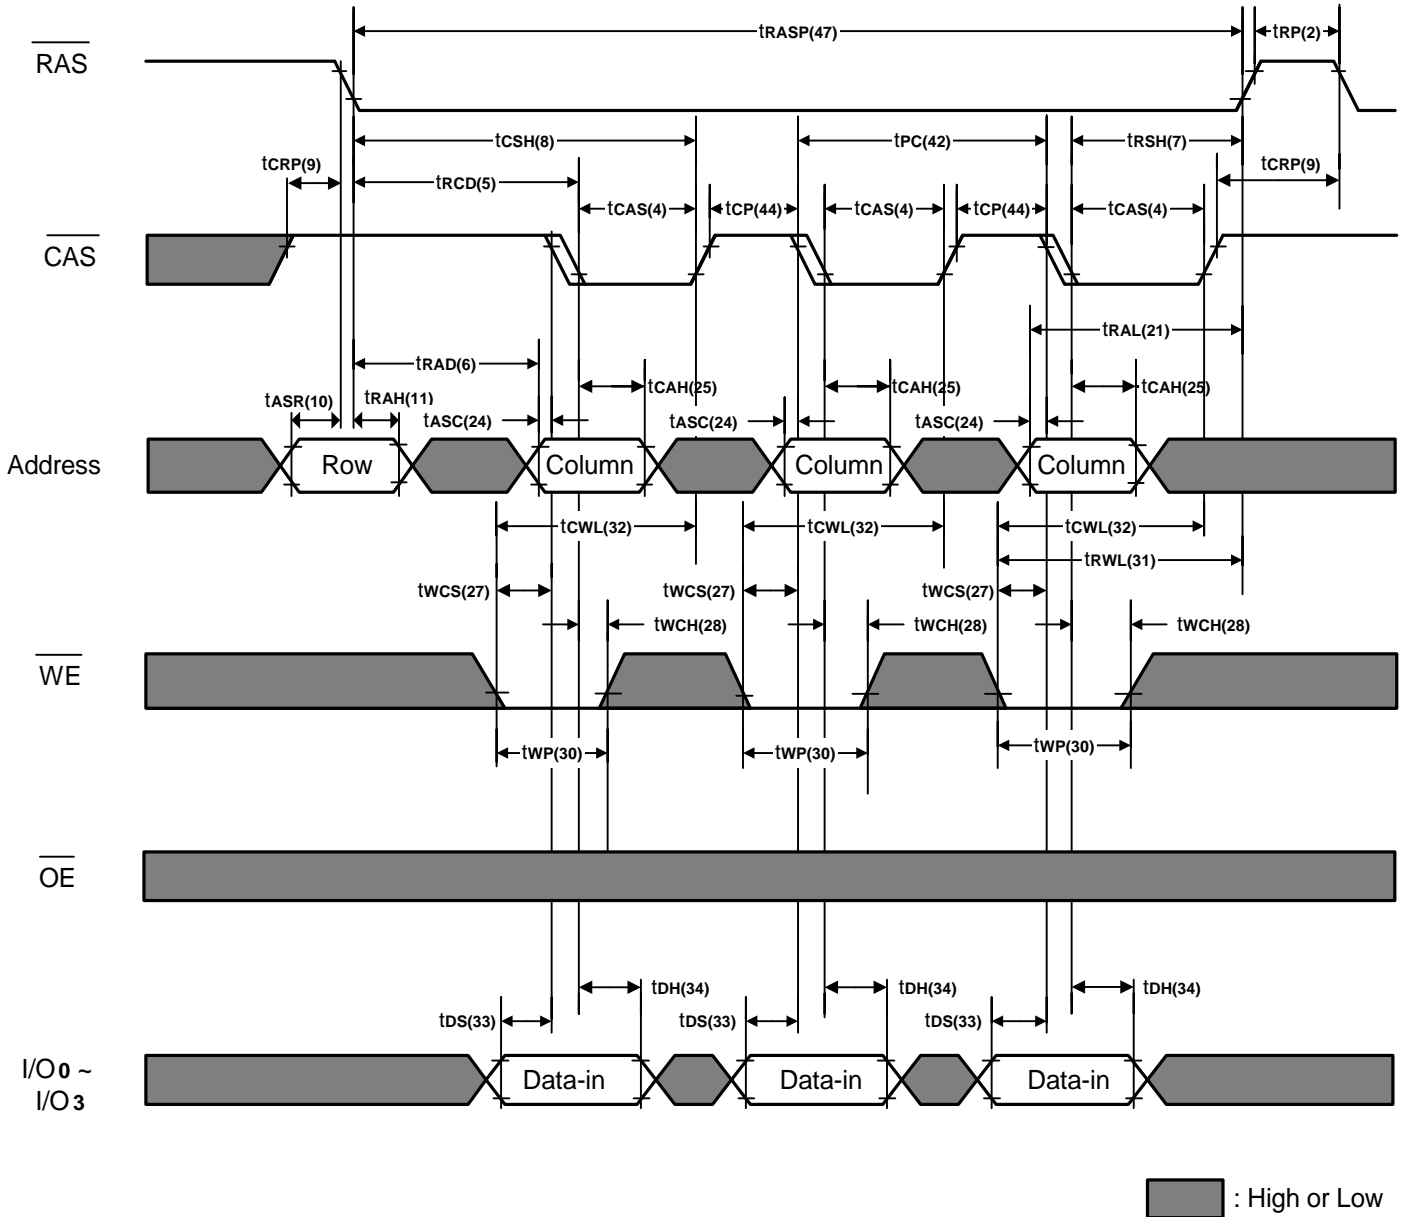 tRASP(47) tRP(2)
RAS
tCSH(8) tPC(42) tRSH(7)
tCRP(9) tRCD(5) tCRP(9)
tCAS(4) tCP(44) tCAS(4) tCP(44) tCAS(4)
CAS
tRAL(21)
tRAD(6)
tCAH(25) tCAH(25) tCAH(25)
tASR(10) tRAH(11)
tASC(24) tASC(24) tASC(24)
Address Row Column Column Column
tCWL(32) tCWL(32) tCWL(32)
tRWL(31)
tWCS(27) tWCS(27) tWCS(27)
tWCH(28) tWCH(28) tWCH(28)
WE
tWP(30) tWP(30) tWP(30)
OE
tDH(34) tDH(34) tDH(34)
tDS(33) tDS(33) tDS(33)
I/O0 ~
I/O3
Data-in Data-in Data-in
: High or Low